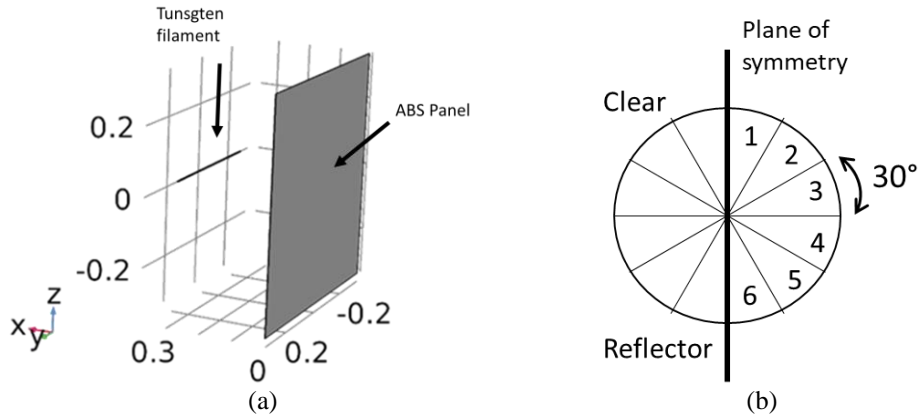 Tunsgten
filament
ABS Panel
0.2
0
-0.2
z
x
y
0.3
0
0.2
-0.2
(a)
Plane of
symmetry
Clear
1
2
3
30°
4
5
6
Reflector
(b)